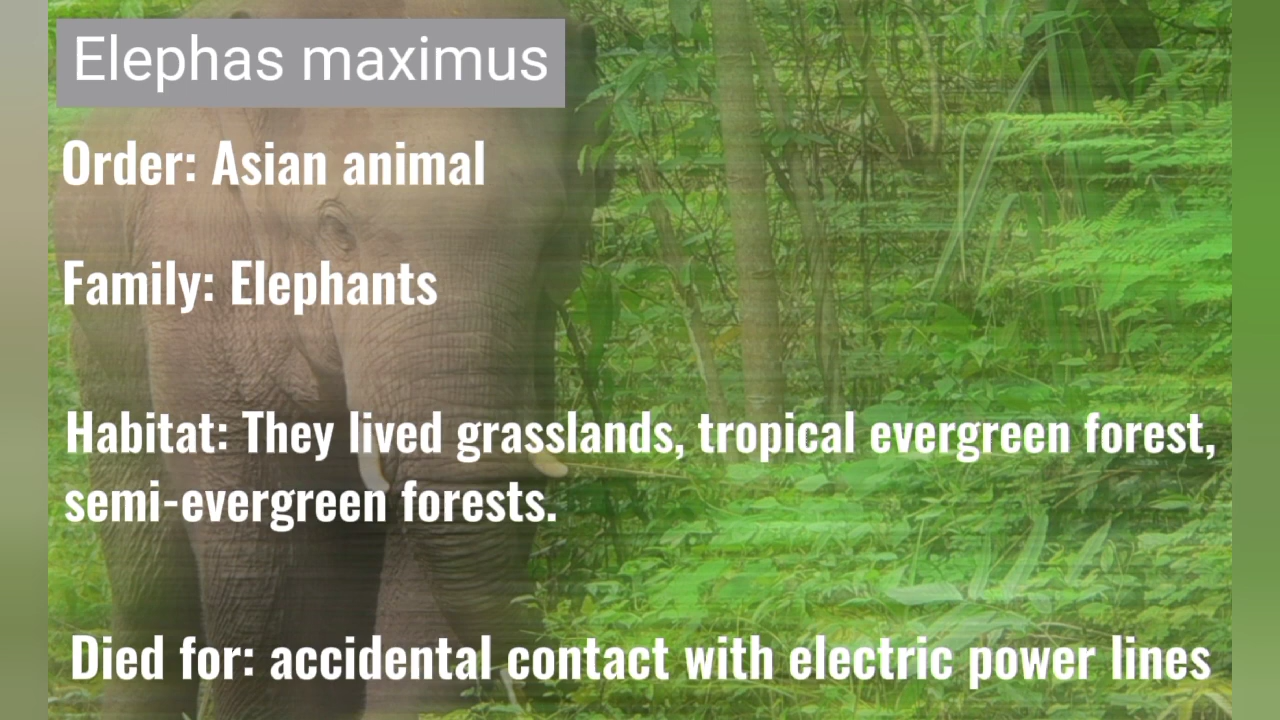 Elephas maximus
Order: Asian animal
Family: Elephants
Habitat: They lived grasslands, tropical evergreen forest,
semi-evergreen forests.
Died for: accidental contact with electric power lines